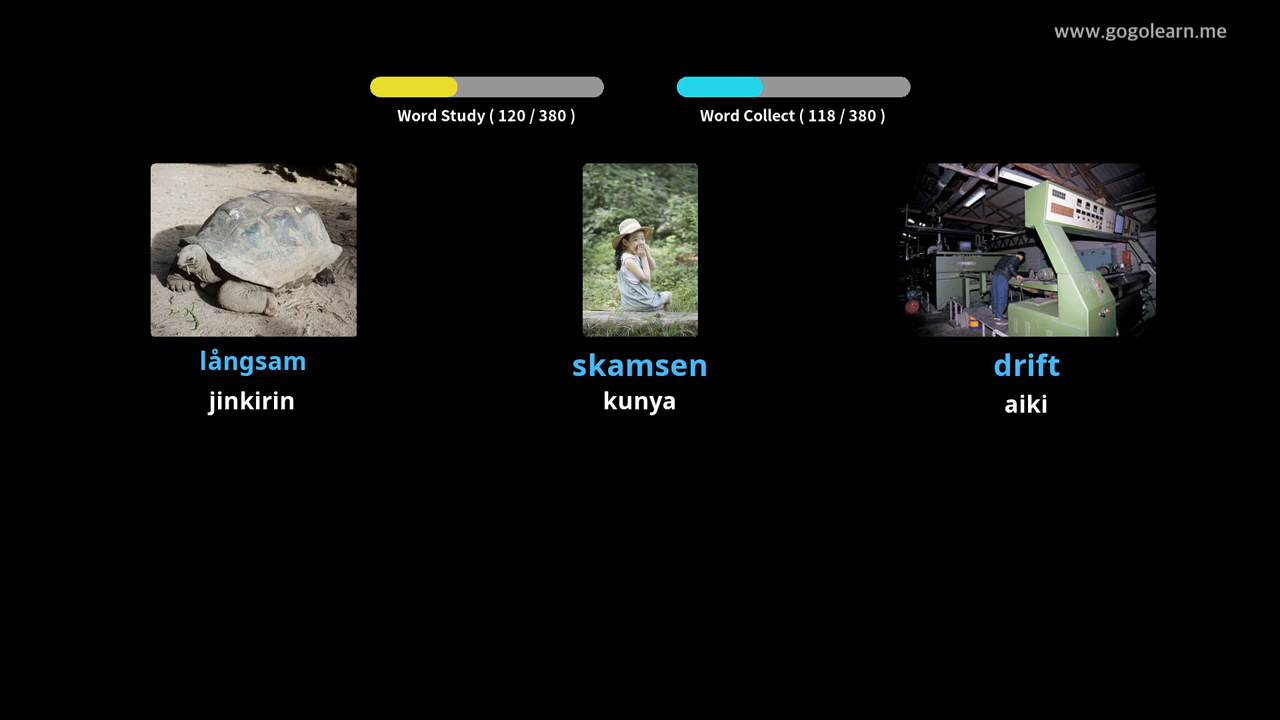 www.gogolearn.me
Word Study ( 120 / 380 )
Word Collect ( 118 / 380 )
långsam
jinkirin
skamsen
kunya
drift
aiki